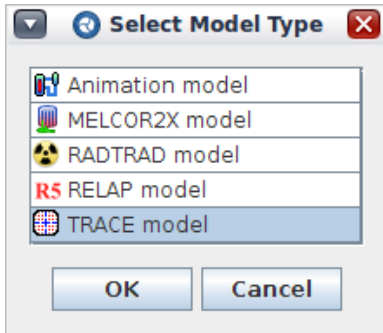 Select Model Type
Animation model
MELCOR2X model
RADTRAD model
R5 RELAP model
TRACE model
OK Cancel